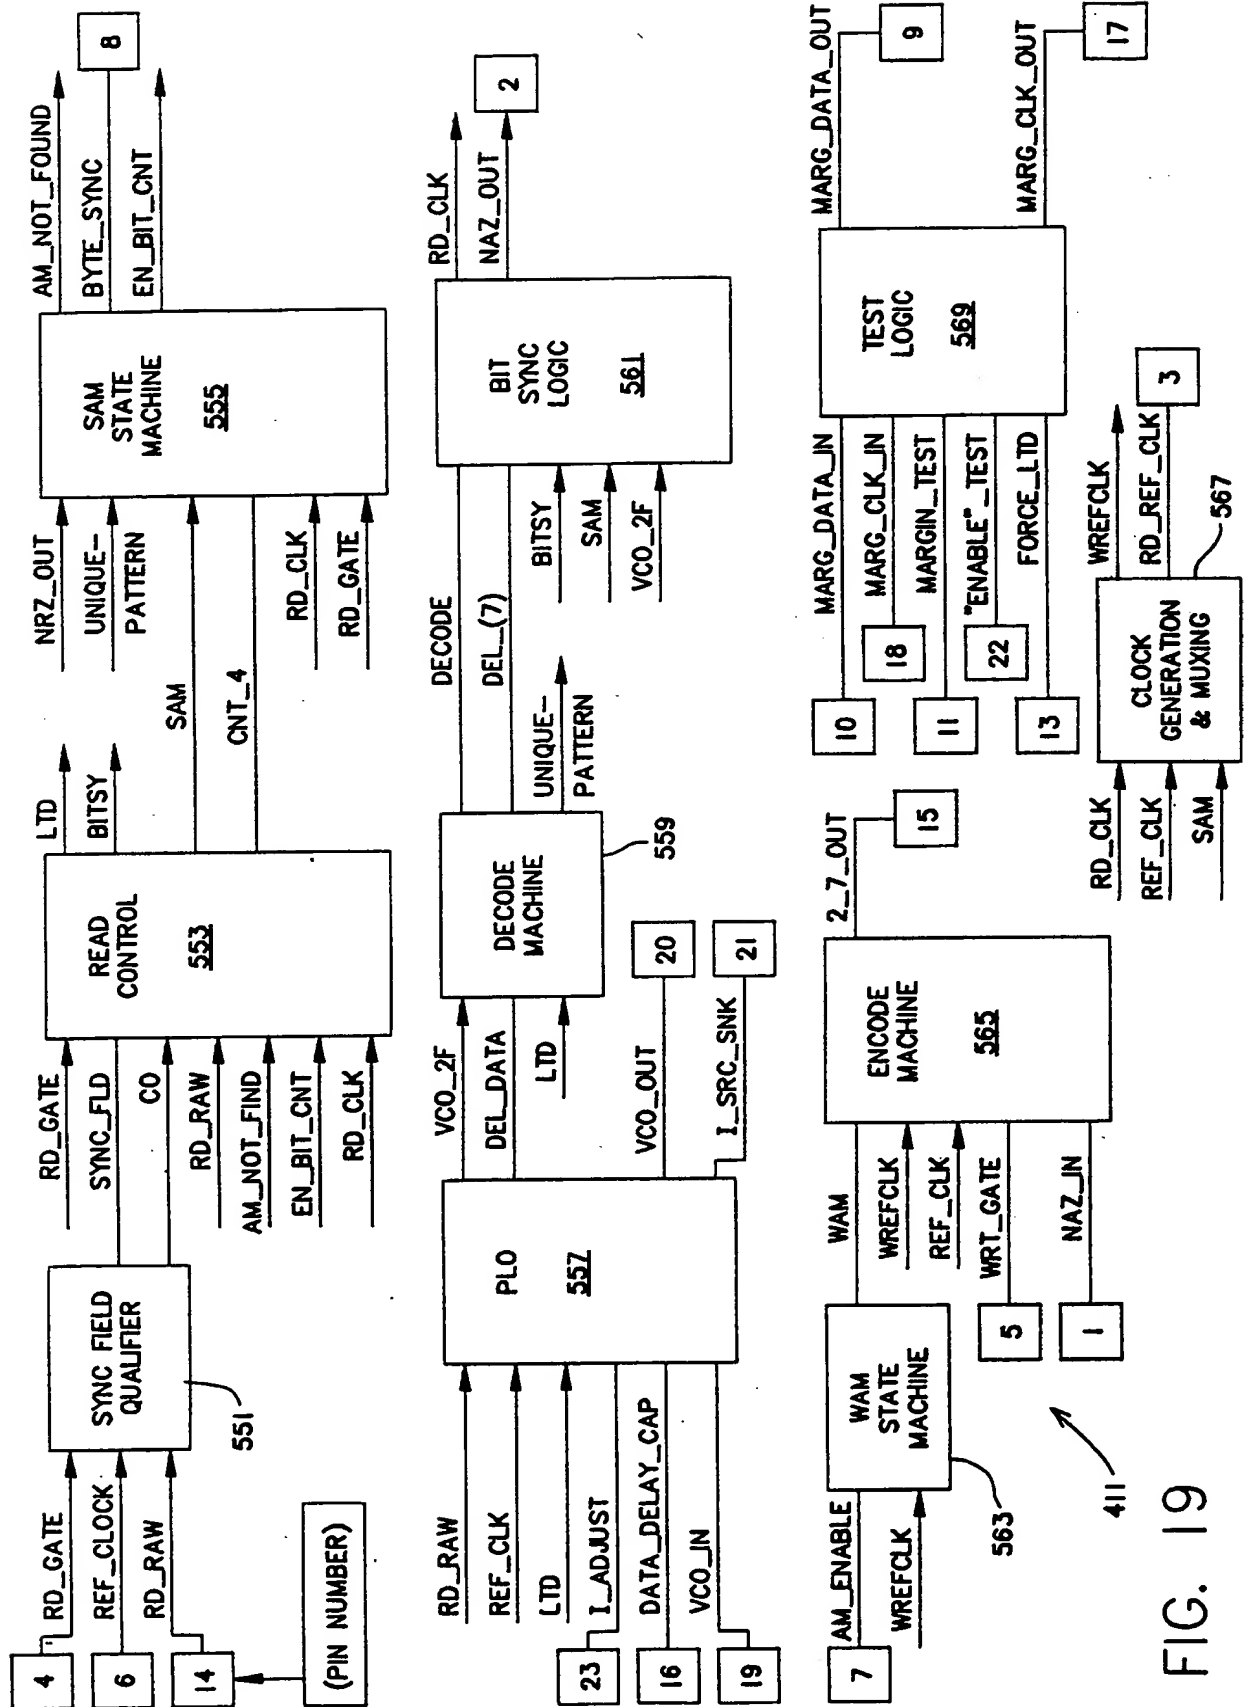 4
RD_GATE
6
REF_CLOCK
14
RD_RAW
(PIN NUMBER)
SYNC FIELD
QUALIFIER
551
RD_GATE
SYNC_FLD
CO
RD_RAW
AM_NOT_FIND
EN_BIT_CNT
RD_CLK
READ
CONTROL
553
LTD
BITSY
SAM
CNT_4
NRZ_OUT
UNIQUE-
PATTERN
RD_CLK
RD_GATE
SAM
STATE
MACHINE
555
AM_NOT_FOUND
BYTE_SYNC
8
EN_BIT_CNT
RD_RAW
REF_CLK
LTD
23
I_ADJUST
16
DATA_DELAY_CAP
19
VCO_IN
PLO
557
VCO_2F
DEL_DATA
LTD
VCO_OUT
20
I_SRC_SNK
21
DECODE
MACHINE
559
DECODE
DEL_(7)
UNIQUE-
PATTERN
BITSY
SAM
VCO_2F
BIT
SYNC
LOGIC
561
RD_CLK
NAZ_OUT
2
7
AM_ENABLE
WREFCLK
WAM
STATE
MACHINE
563
WAM
WREFCLK
REF_CLK
5
WRT_GATE
1
NAZ_IN
ENCODE
MACHINE
565
2_7_OUT
15
10
MARG_DATA_IN
18
MARG_CLK_IN
11
MARGIN_TEST
22
"ENABLE"_TEST
13
FORCE_LTD
TEST
LOGIC
569
MARG_DATA_OUT
9
MARG_CLK_OUT
17
RD_CLK
REF_CLK
SAM
CLOCK
GENERATION
& MUXING
567
WREFCLK
RD_REF_CLK
3
411
FIG. 19